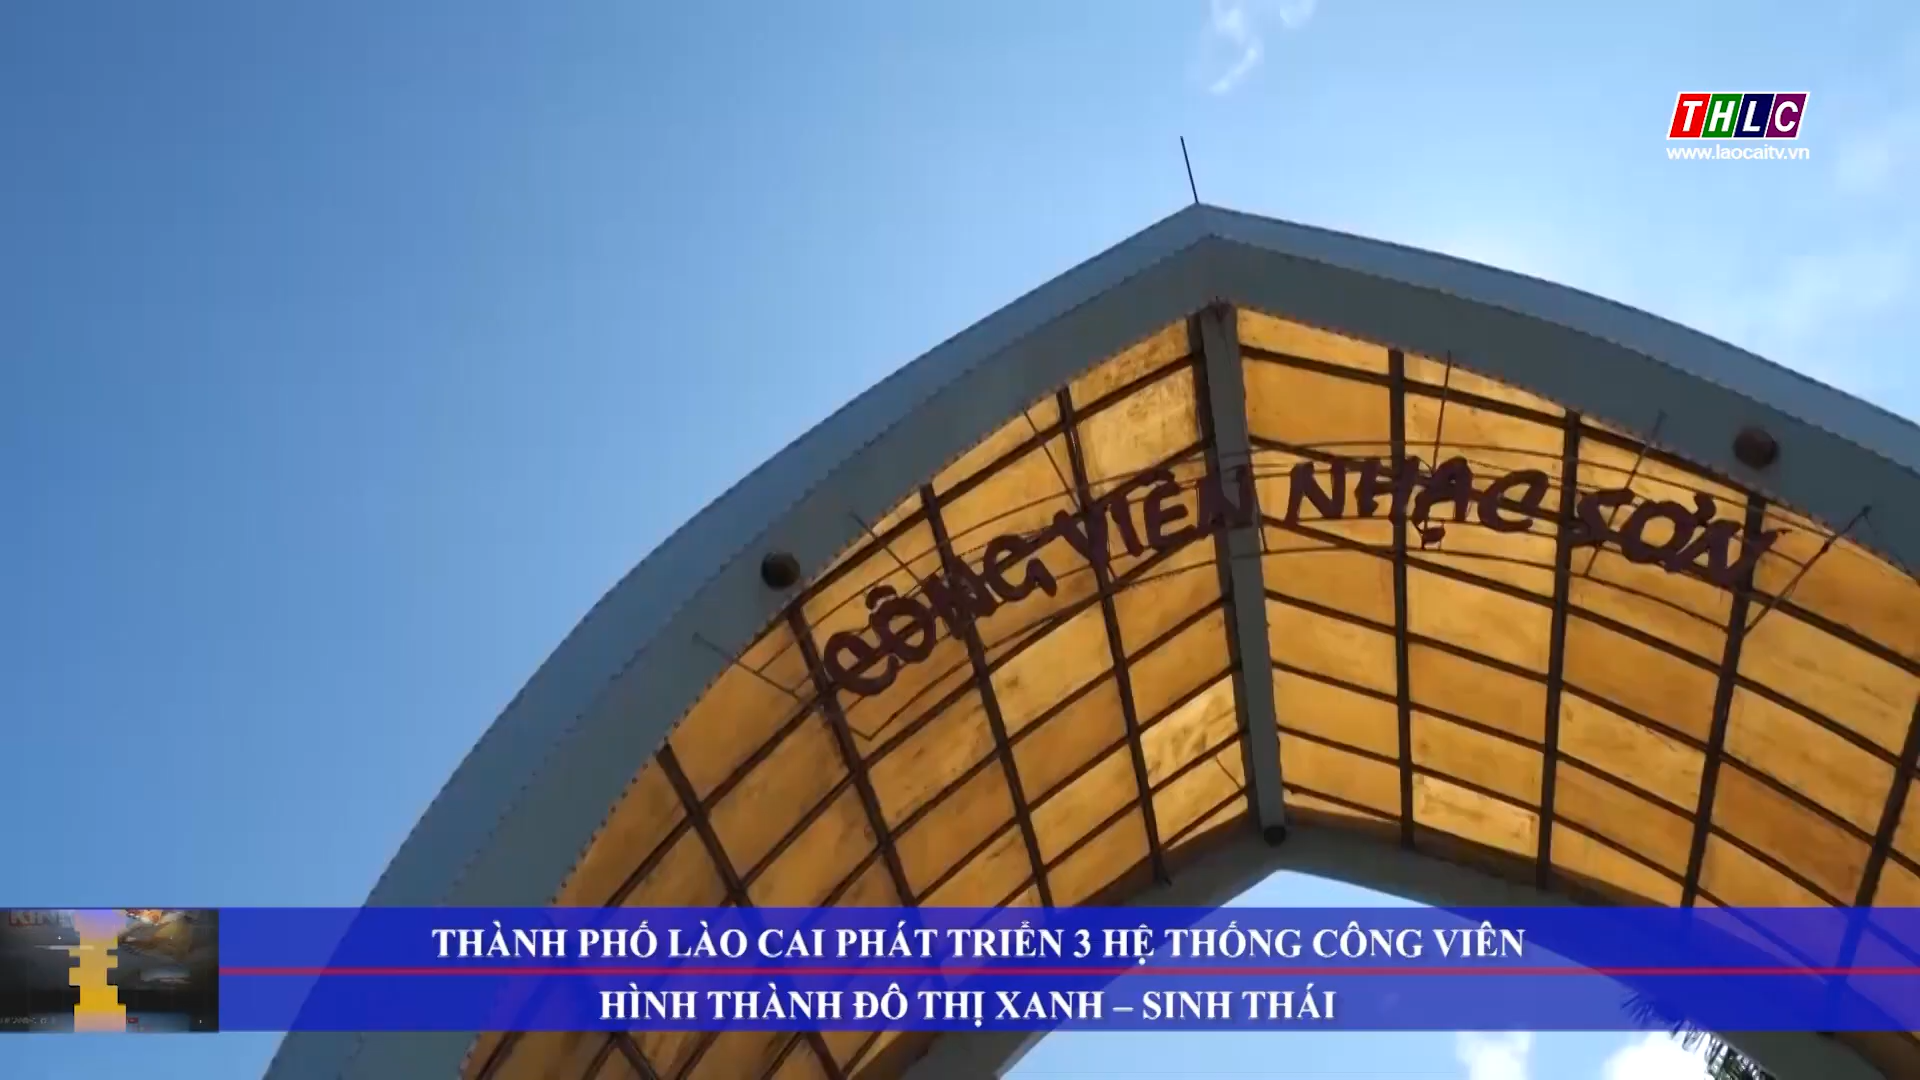 THLC
www.laocaitv.vn
CÔNG VIÊN NHẠC SƠN
THÀNH PHỐ LÀO CAI PHÁT TRIỂN 3 HỆ THỐNG CÔNG VIÊN
HÌNH THÀNH ĐÔ THỊ XANH – SINH THÁI